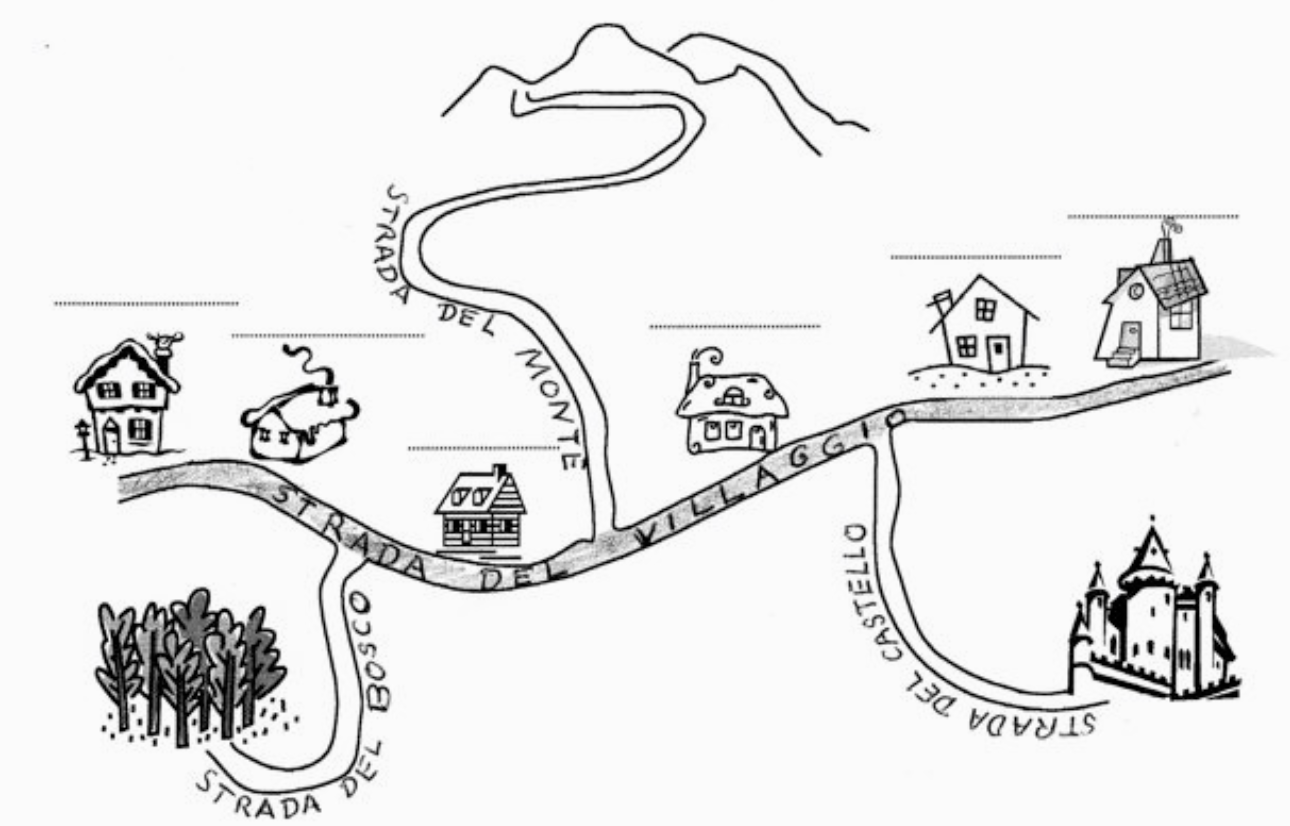 STRADA DEL MONTE
STRADA DEL VILLAGGIO
STRADA DEL CASTELLO
STRADA DEL BOSCO